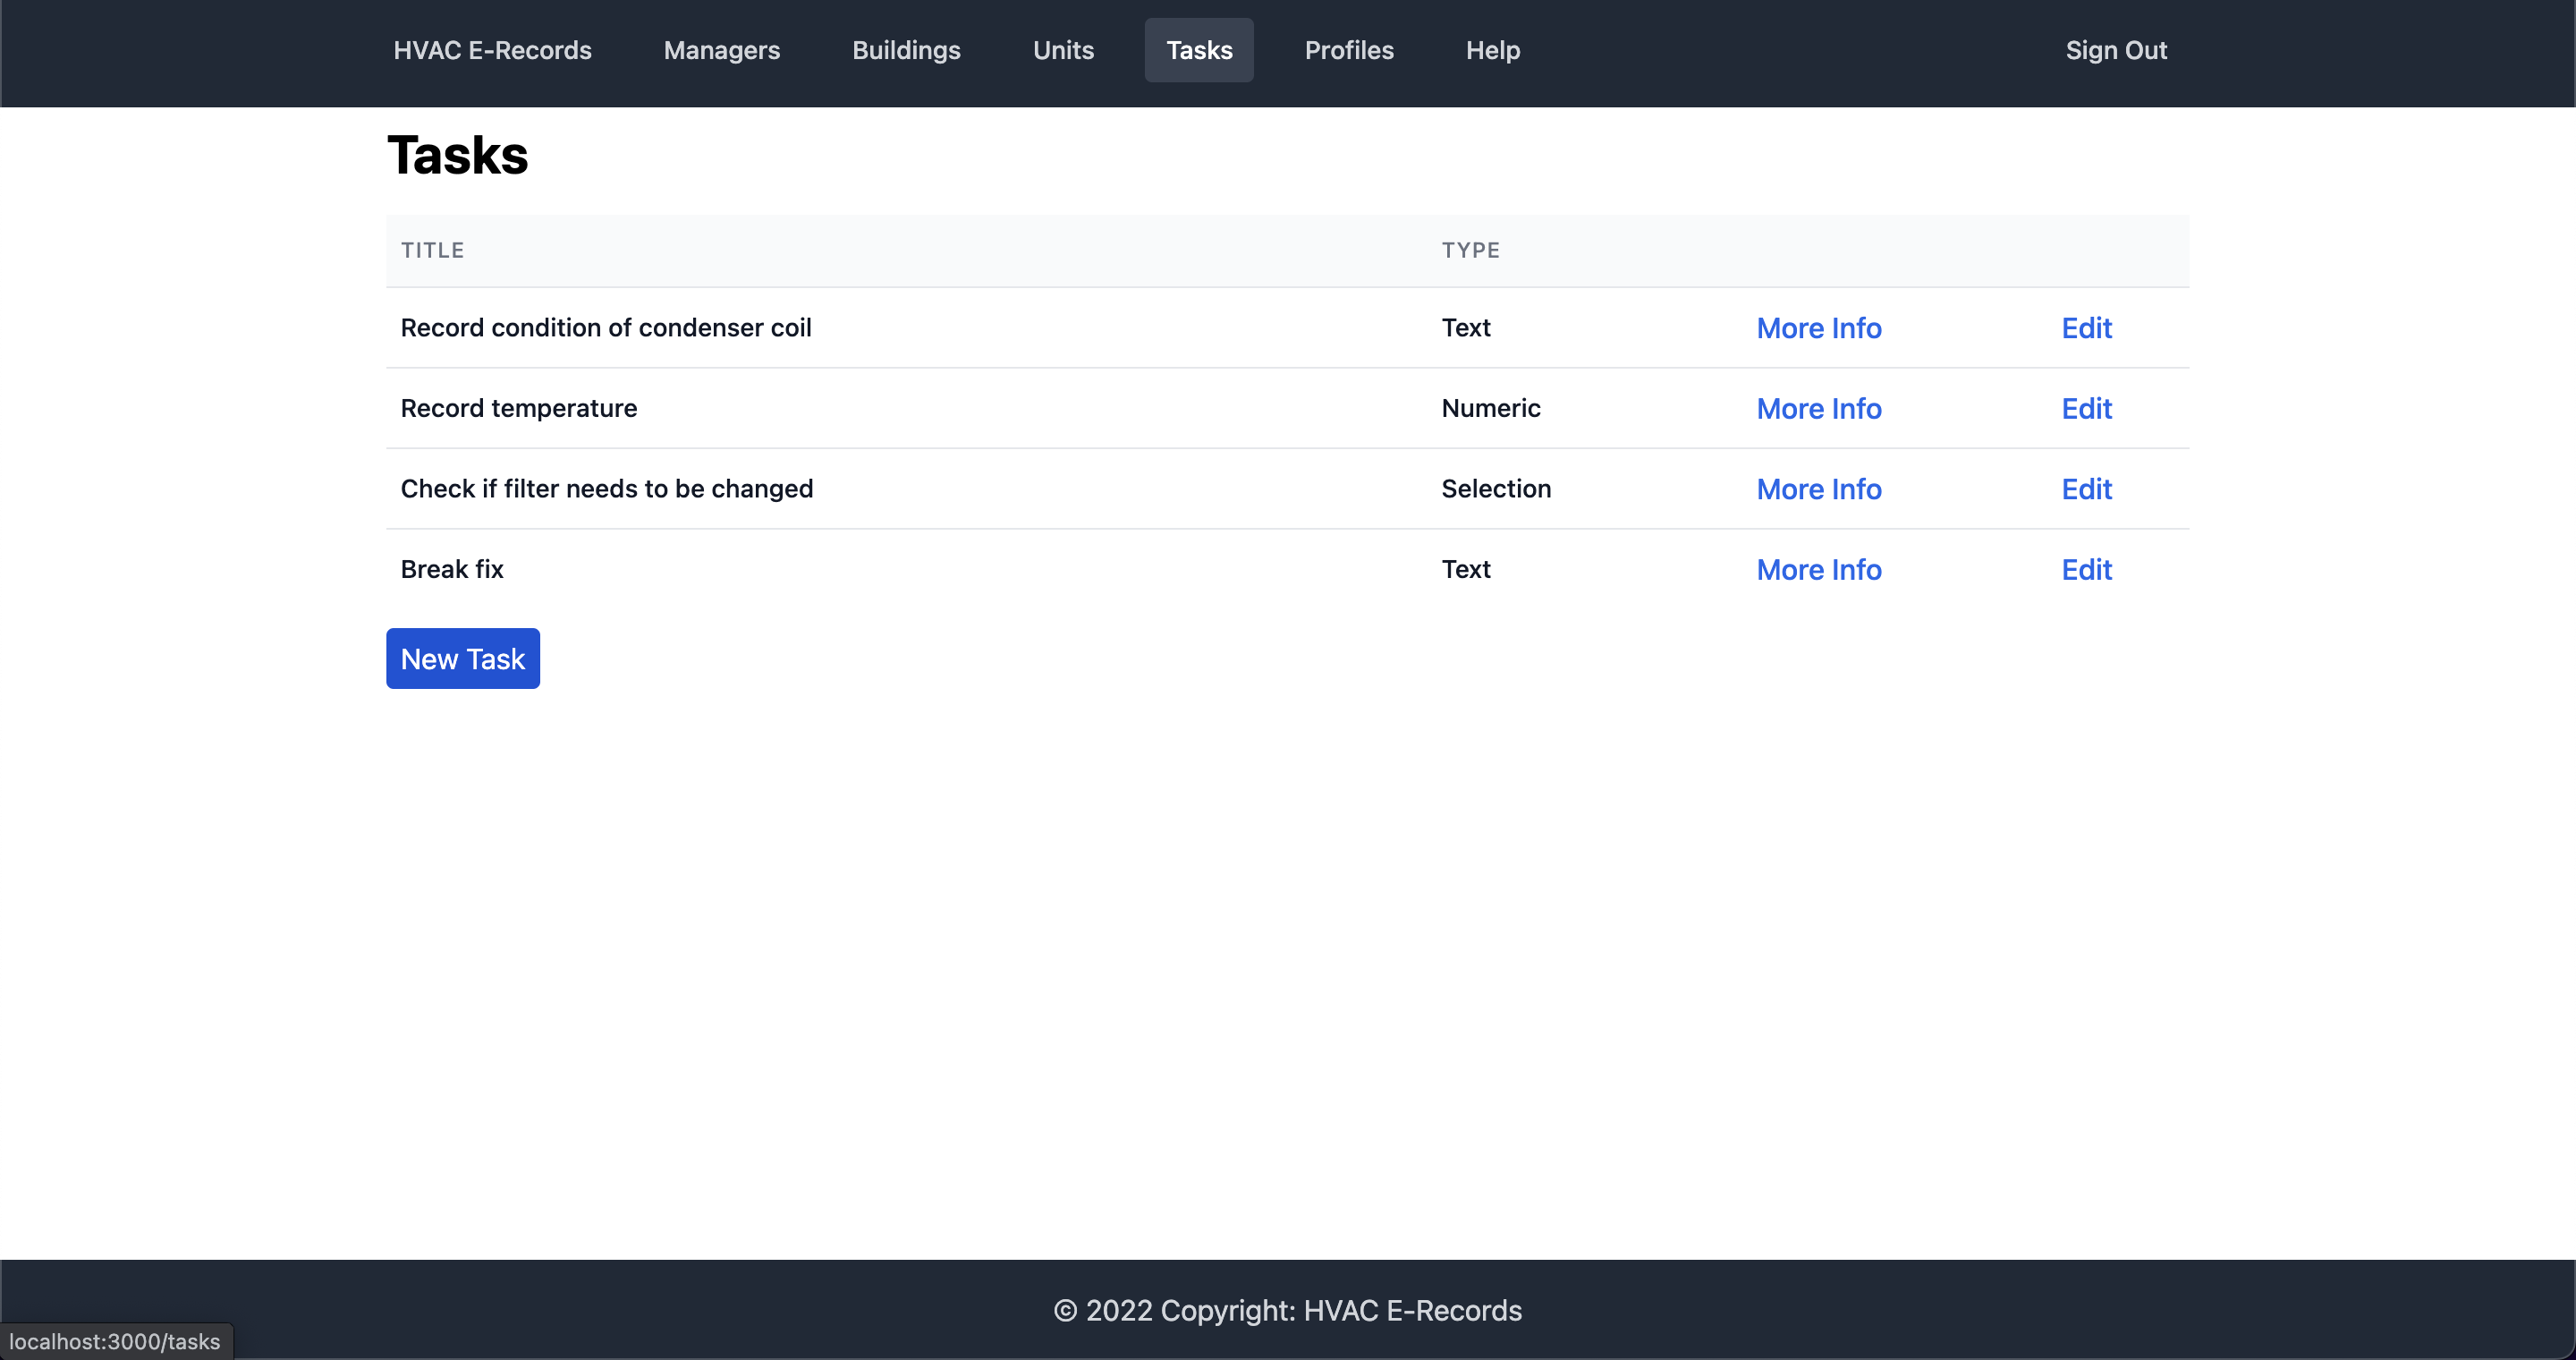 HVAC E-Records Managers Buildings Units Tasks Profiles Help Sign Out
Tasks
TITLE TYPE
Record condition of condenser coil Text More Info Edit
Record temperature Numeric More Info Edit
Check if filter needs to be changed Selection More Info Edit
Break fix Text More Info Edit
New Task
© 2022 Copyright: HVAC E-Records
localhost:3000/tasks